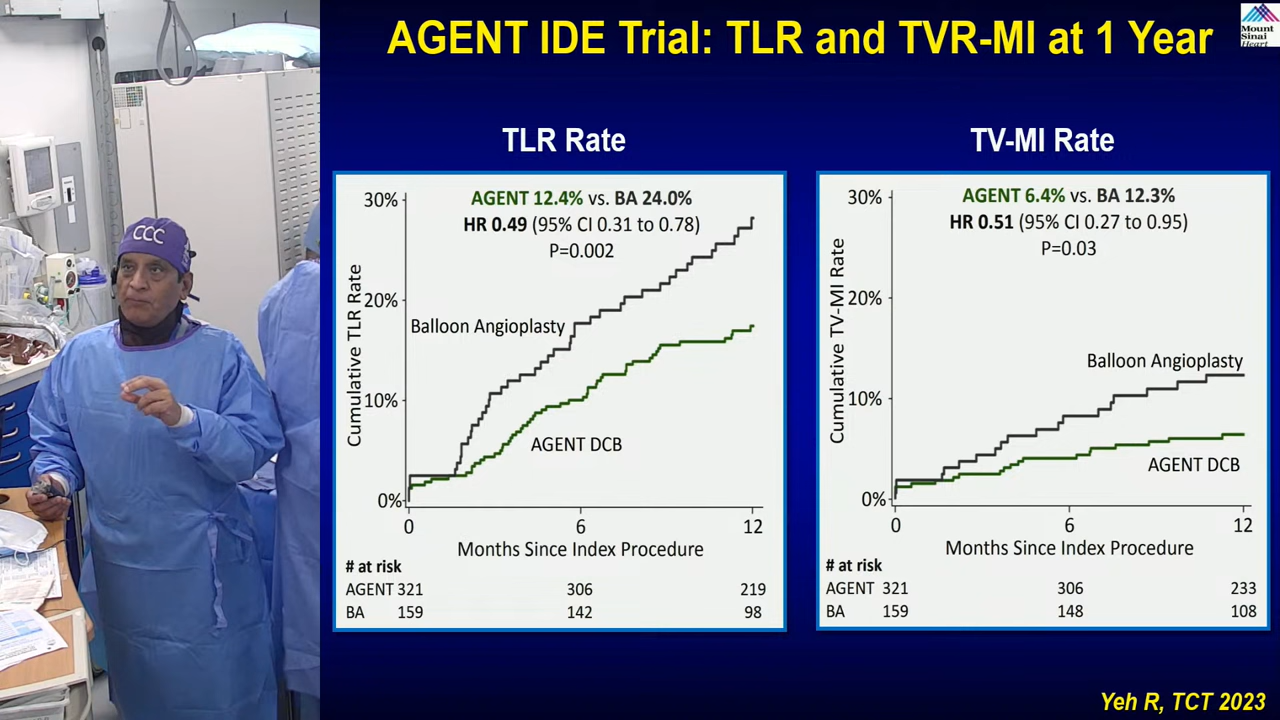 AGENT IDE Trial: TLR and TVR-MI at 1 Year
Mount
Sinai
Heart
CCC
TLR Rate
AGENT 12.4% vs. BA 24.0%
HR 0.49 (95% CI 0.31 to 0.78)
P=0.002
Cumulative TLR Rate
30%
20%
10%
0%
Balloon Angioplasty
AGENT DCB
0
6
12
Months Since Index Procedure
# at risk
AGENT 321 306 219
BA 159 142 98
TV-MI Rate
AGENT 6.4% vs. BA 12.3%
HR 0.51 (95% CI 0.27 to 0.95)
P=0.03
Cumulative TV-MI Rate
30%
20%
10%
0%
Balloon Angioplasty
AGENT DCB
0
6
12
Months Since Index Procedure
# at risk
AGENT 321 306 233
BA 159 148 108
Yeh R, TCT 2023